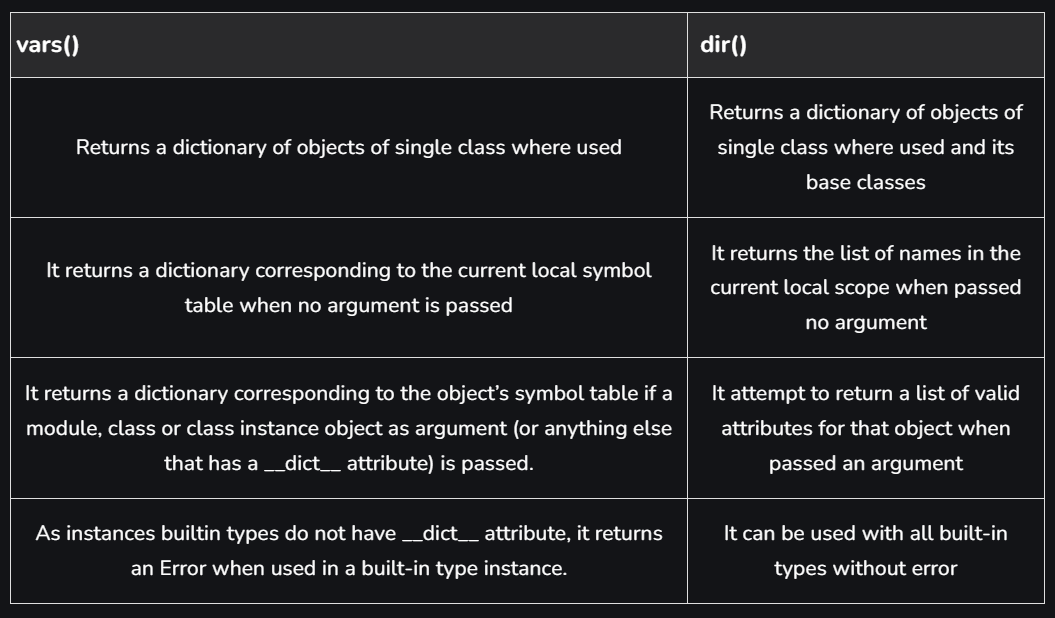 vars()
dir()
Returns a dictionary of objects of single class where used
Returns a dictionary of objects of
single class where used and its
base classes
It returns a dictionary corresponding to the current local symbol
table when no argument is passed
It returns the list of names in the
current local scope when passed
no argument
It returns a dictionary corresponding to the object’s symbol table if a
module, class or class instance object as argument (or anything else
that has a __dict__ attribute) is passed.
It attempt to return a list of valid
attributes for that object when
passed an argument
As instances builtin types do not have __dict__ attribute, it returns
an Error when used in a built-in type instance.
It can be used with all built-in
types without error